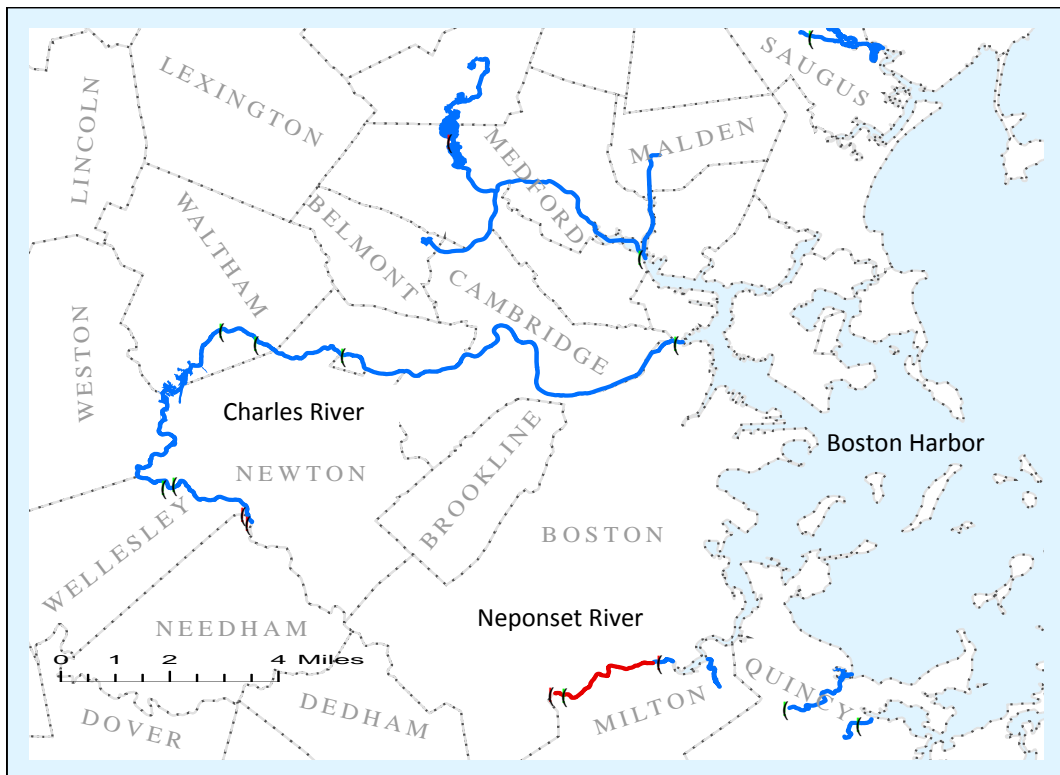 SAUGUS
LEXINGTON
LINCOLN
MEDFORD
MALDEN
BELMONT
WALTHAM
CAMBRIDGE
WESTON
Charles River
Boston Harbor
NEWTON
BROOKLINE
WELLESLEY
BOSTON
Neponset River
NEEDHAM
0 1 2 4 Miles
QUINCY
MILTON
DEDHAM
DOVER